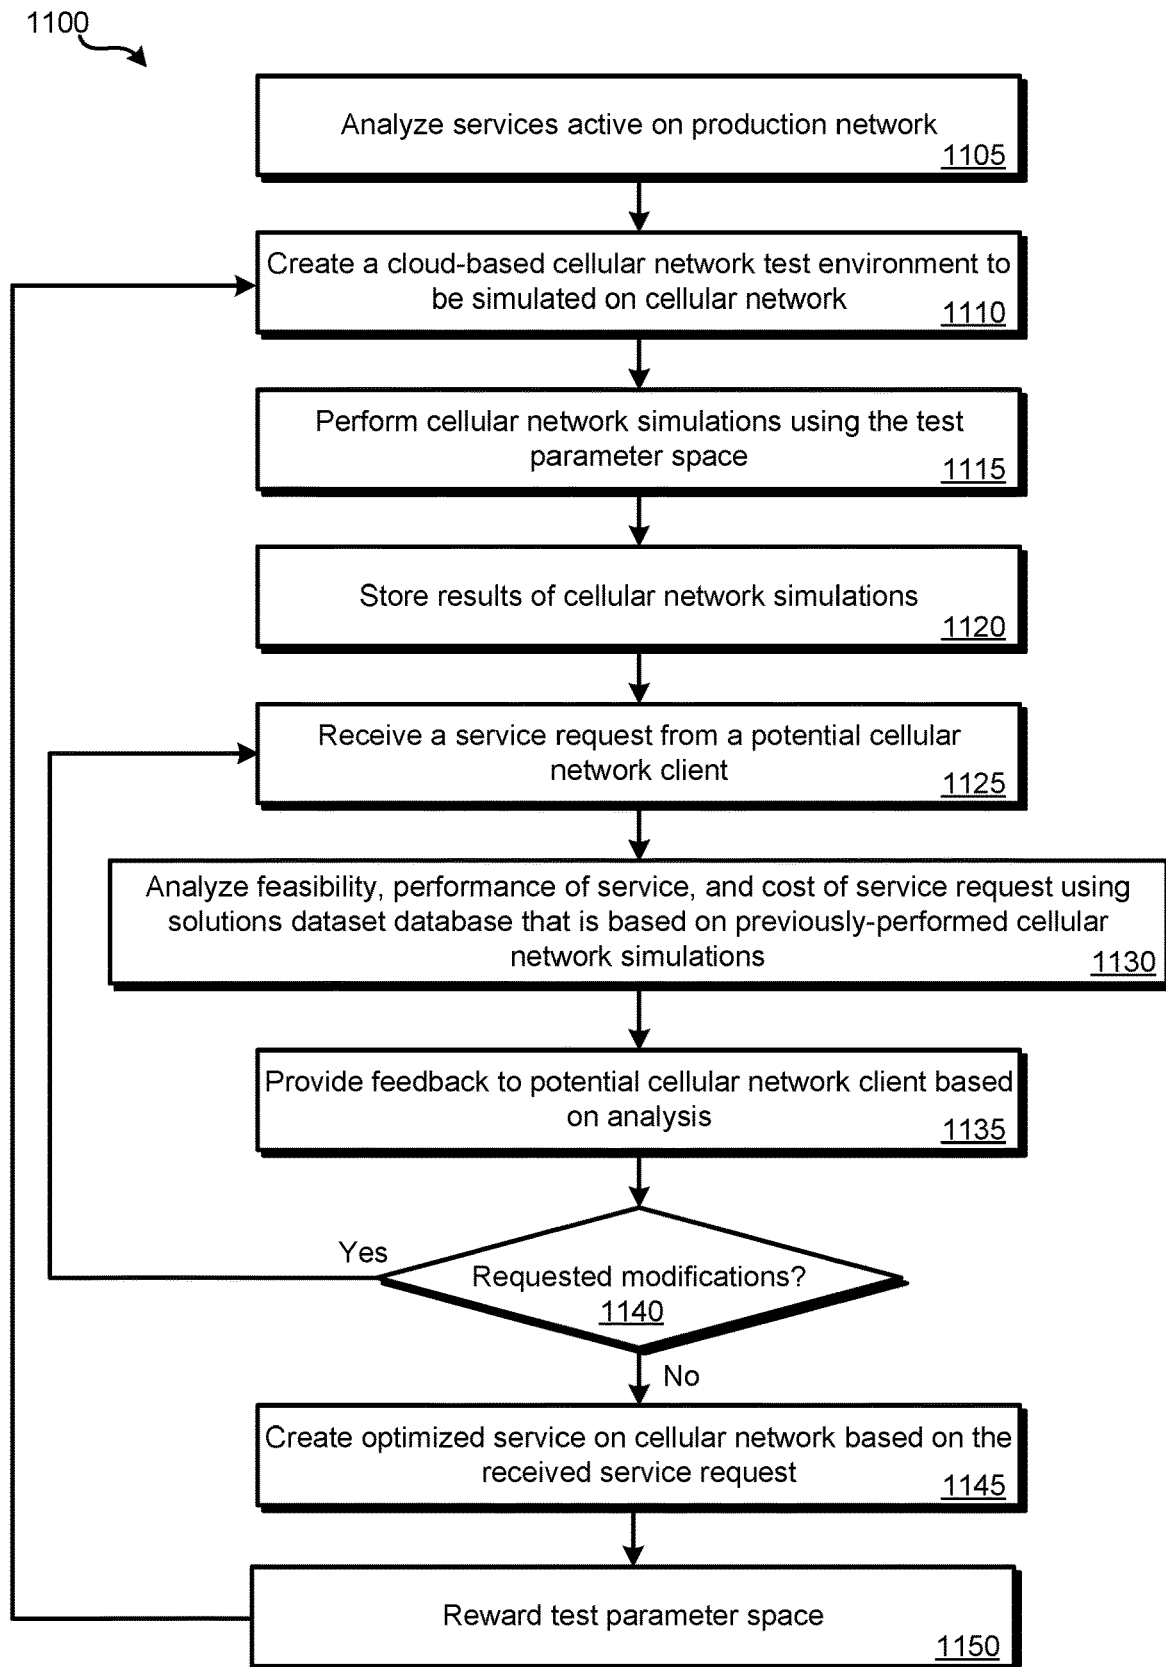 1100
Analyze services active on production network
1105
Create a cloud-based cellular network test environment to
be simulated on cellular network
1110
Perform cellular network simulations using the test
parameter space
1115
Store results of cellular network simulations
1120
Receive a service request from a potential cellular
network client
1125
Analyze feasibility, performance of service, and cost of service request using
solutions dataset database that is based on previously-performed cellular
network simulations
1130
Provide feedback to potential cellular network client based
on analysis
1135
Yes
Requested modifications?
1140
No
Create optimized service on cellular network based on the
received service request
1145
Reward test parameter space
1150